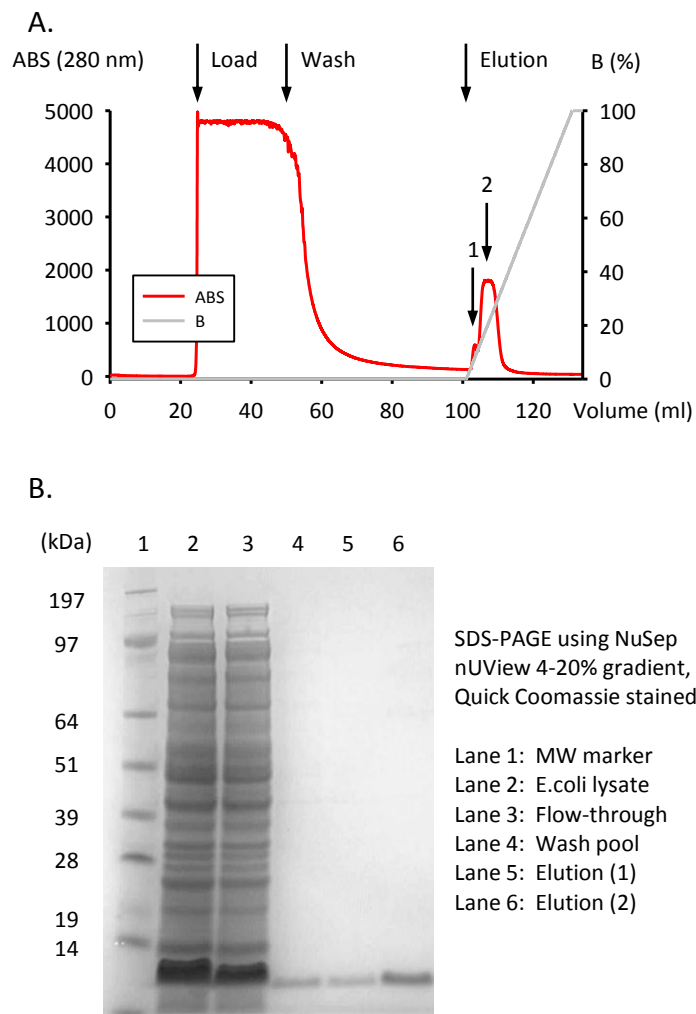 A.
ABS (280 nm) Load Wash Elution B (%)
5000 100
4000 80
3000 60
2000 40
1000 20
0 0
2
1
ABS
B
0 20 40 60 80 100 120 Volume (ml)
B.
(kDa) 1 2 3 4 5 6
197
97
64
51
39
28
19
14
SDS-PAGE using NuSep
nUView 4-20% gradient,
Quick Coomassie stained
Lane 1: MW marker
Lane 2: E.coli lysate
Lane 3: Flow-through
Lane 4: Wash pool
Lane 5: Elution (1)
Lane 6: Elution (2)